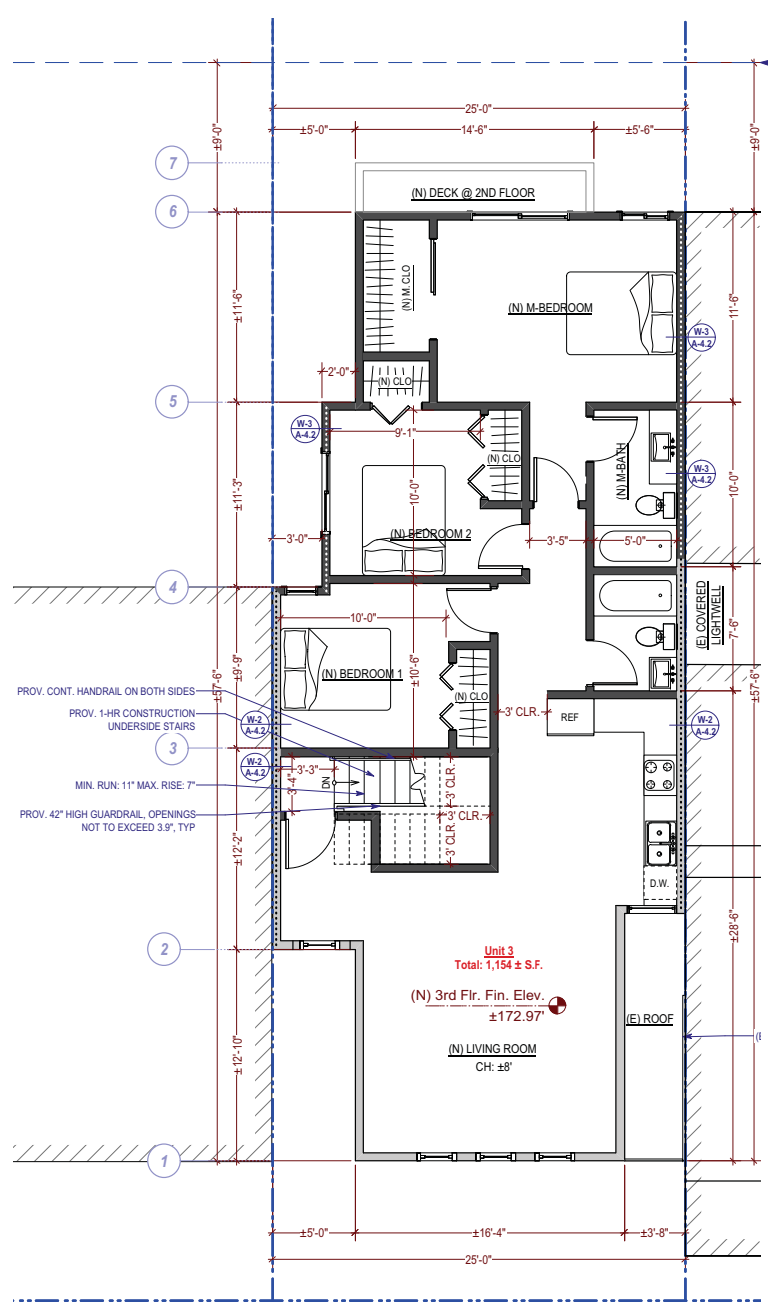 25'-0"
±5'-0"
14'-6"
±5'-6"
±9'-0"
±9'-0"
7
(N) DECK @ 2ND FLOOR
6
(N) M.CLO
(N) M-BEDROOM
±11'-6"
11'-6"
W-3
A-4.2
2'-0"
(N) CLO
5
W-3
A-4.2
9'-1"
(N) CLO
(N) M-BATH
W-3
A-4.2
±11'-3"
10'-0"
10'-0"
(N) BEDROOM 2
3'-0"
3'-5"
5'-0"
4
10'-0"
(E) COVERED
LIGHTWELL
7'-6"
±57'-6"
±9'-9"
±10'-6"
(N) BEDROOM 1
±57'-6"
PROV. CONT. HANDRAIL ON BOTH SIDES
(N) CLO
3' CLR.
REF
PROV. 1-HR CONSTRUCTION
UNDERSIDE STAIRS
W-2
A-4.2
W-2
A-4.2
3
W-2
A-4.2
3'-3"
DN
3'-4"
3' CLR.
MIN. RUN: 11" MAX. RISE: 7"
PROV. 42" HIGH GUARDRAIL, OPENINGS
NOT TO EXCEED 3.9", TYP
3' CLR.
3' CLR.
±12'-2"
D.W.
±28'-6"
2
Unit 3
Total: 1,154 ± S.F.
(N) 3rd Flr. Fin. Elev.
±172.97'
(E) ROOF
(N) LIVING ROOM
CH: ±8'
(E
±12'-10"
1
±5'-0"
±16'-4"
±3'-8"
25'-0"